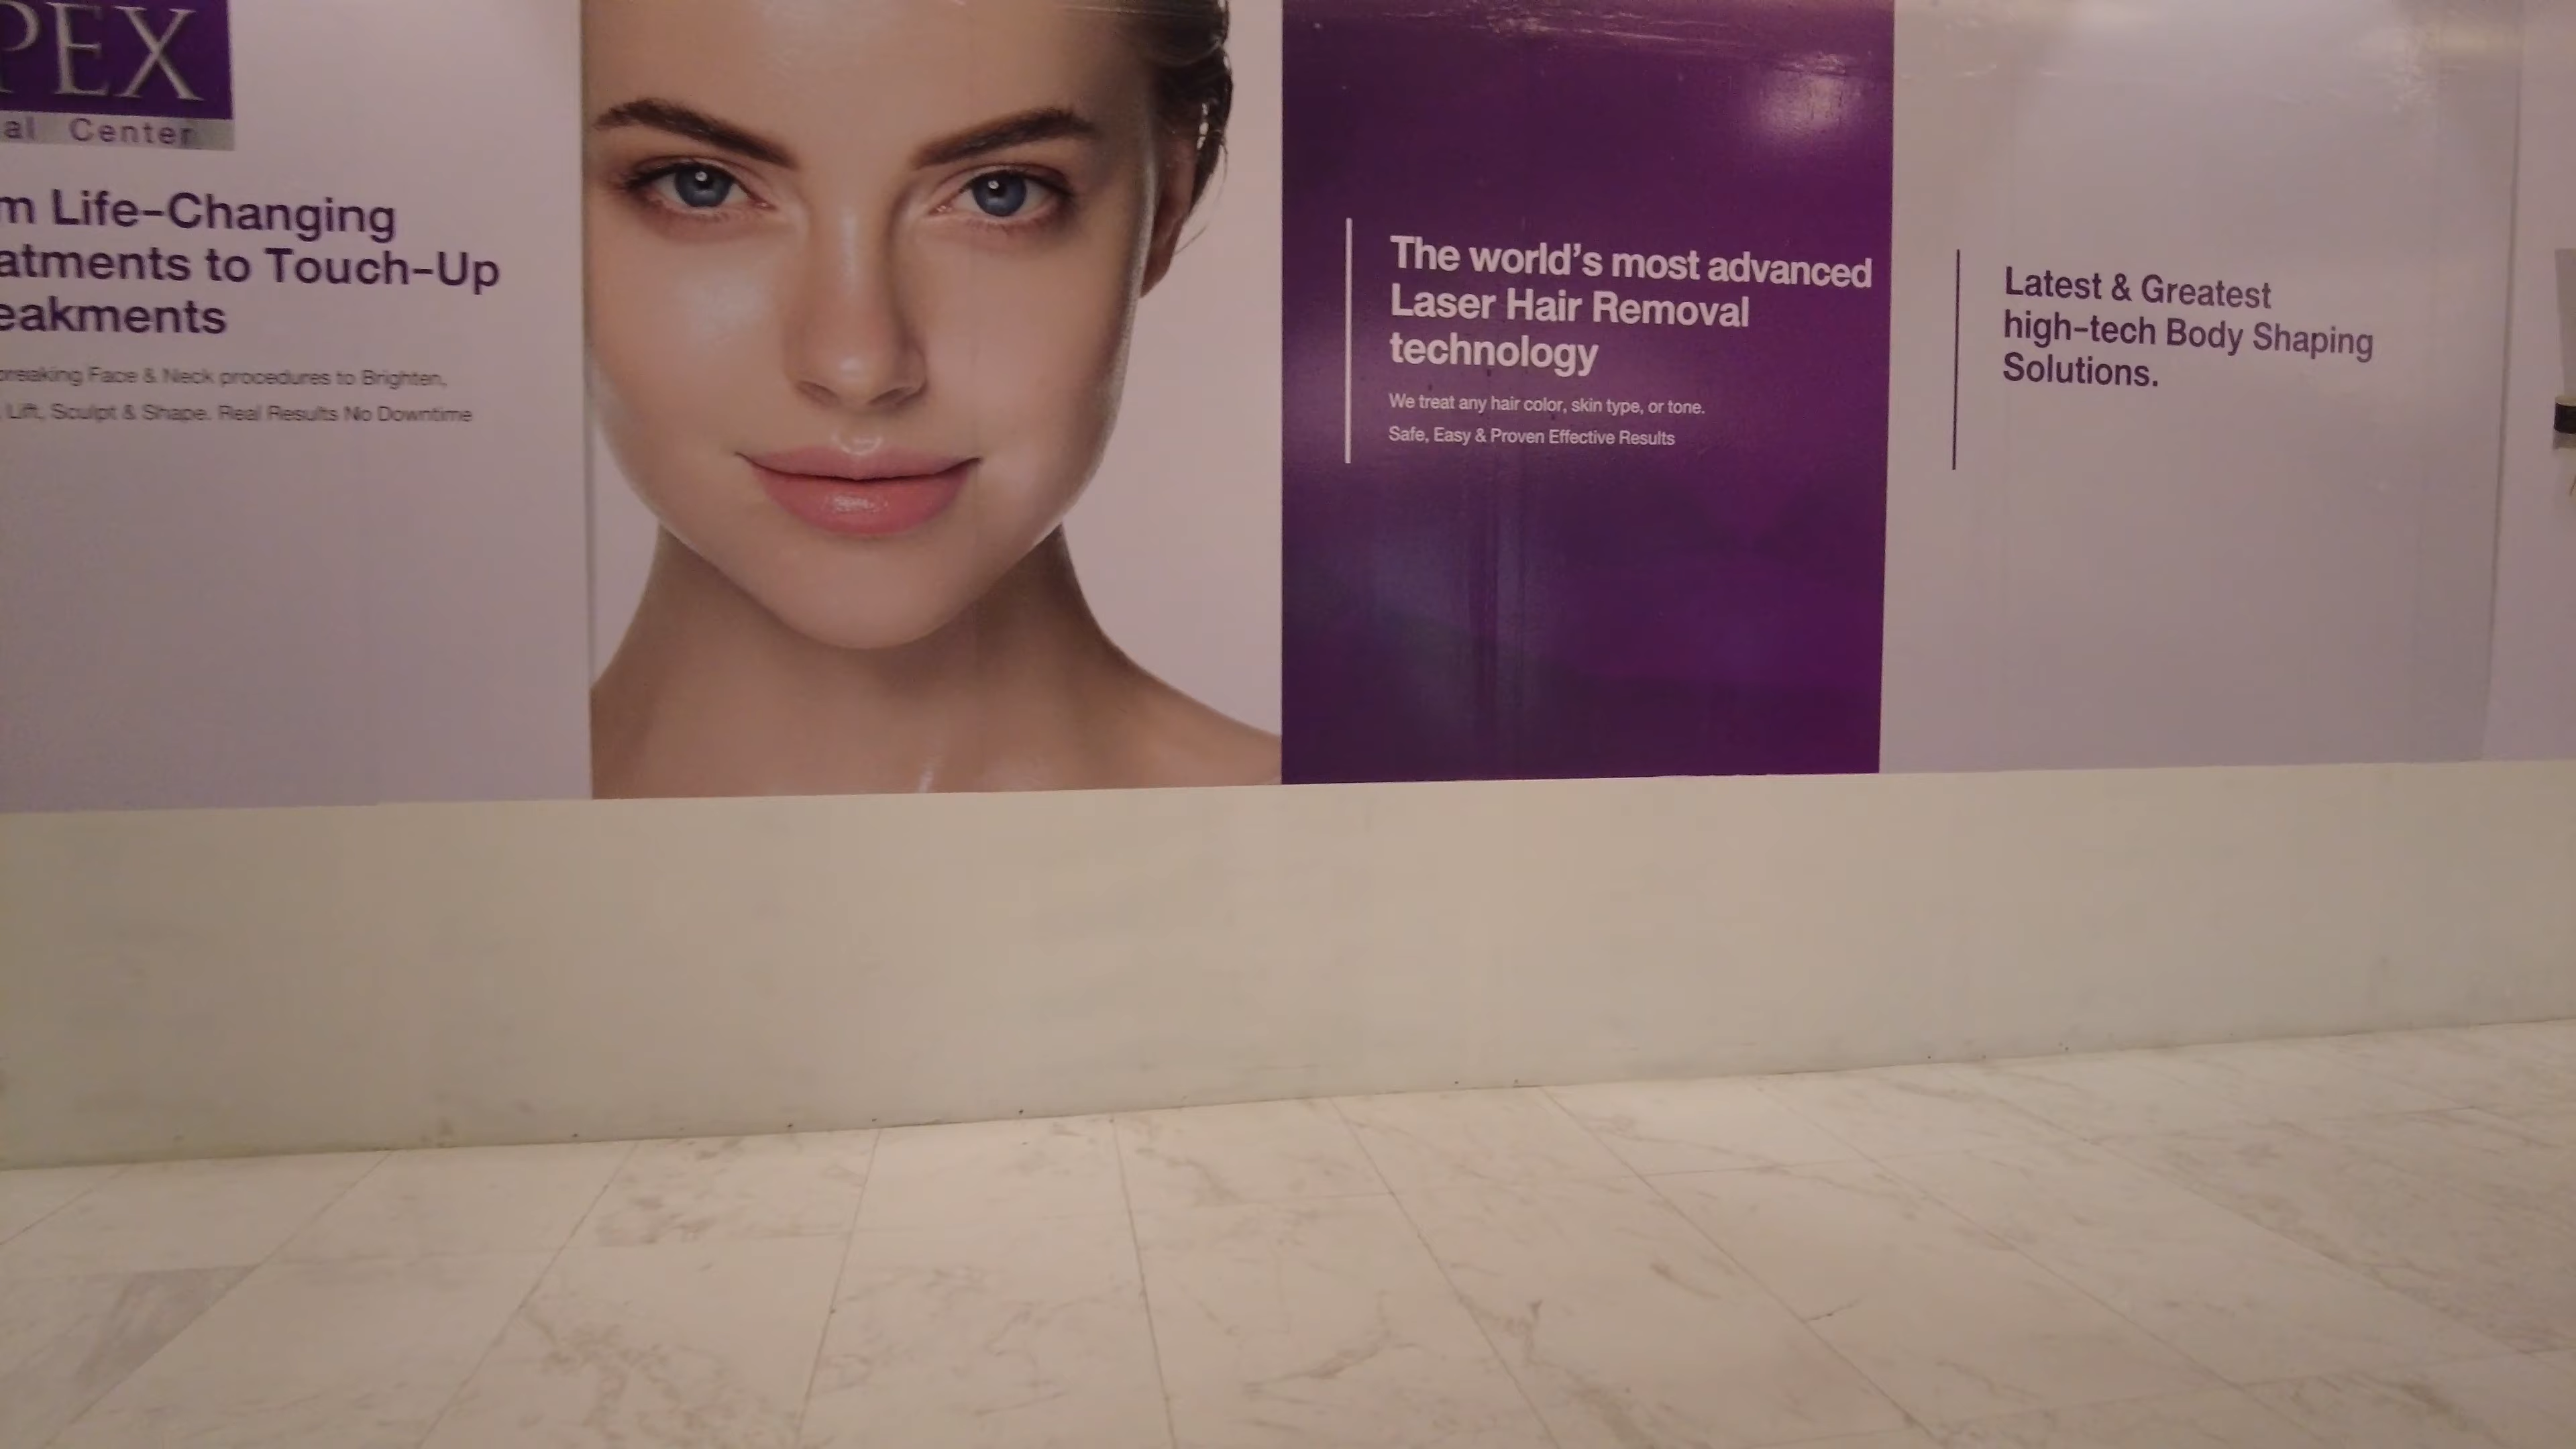 PEX
al Center
m Life-Changing
atments to Touch-Up
eakments
breaking Face & Neck procedures to Brighten,
, Lift, Sculpt & Shape. Real Results No Downtime
The world's most advanced
Laser Hair Removal
technology
We treat any hair color, skin type, or tone.
Safe, Easy & Proven Effective Results
Latest & Greatest
high-tech Body Shaping
Solutions.